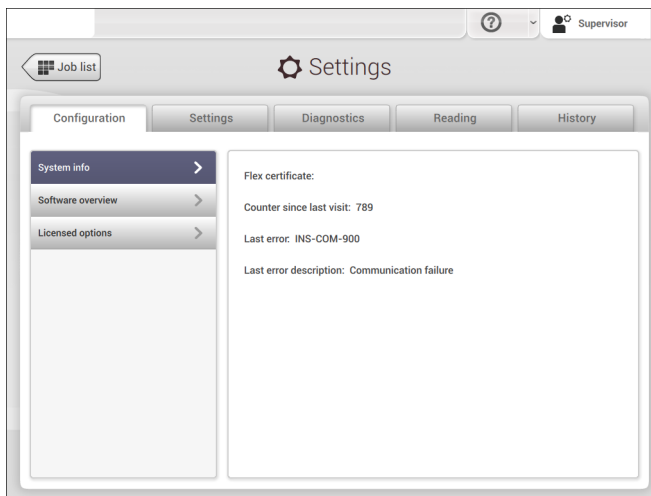 Supervisor
Job list
Settings
Configuration
Settings
Diagnostics
Reading
History
System info
Software overview
Licensed options
Flex certificate:
Counter since last visit: 789
Last error: INS-COM-900
Last error description: Communication failure